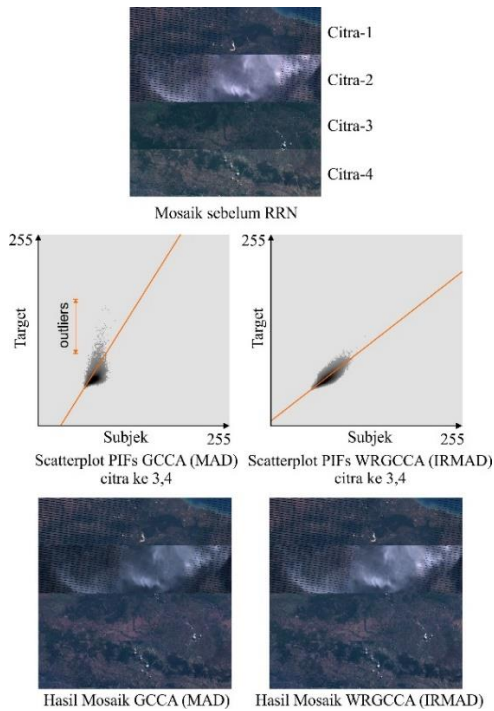 Citra-1
Citra-2
Citra-3
Citra-4
Mosaik sebelum RRN
255
Target
outliers
Subjek
255
Scatterplot PIFs GCCA (MAD)
citra ke 3,4
255
Target
Subjek
255
Scatterplot PIFs WRGCCA (IRMAD)
citra ke 3,4
Hasil Mosaik GCCA (MAD)
Hasil Mosaik WRGCCA (IRMAD)